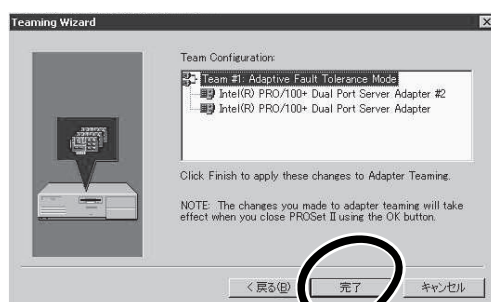 Teaming Wizard
Team Configuration:
Team #1: Adaptive Fault Tolerance Mode
Intel(R) PRO/100+ Dual Port Server Adapter #2
Intel(R) PRO/100+ Dual Port Server Adapter
Click Finish to apply these changes to Adapter Teaming.
NOTE: The changes you made to adapter teaming will take
effect when you close PROSet II using the OK button.
< 戻る(B)
完了
キャンセル